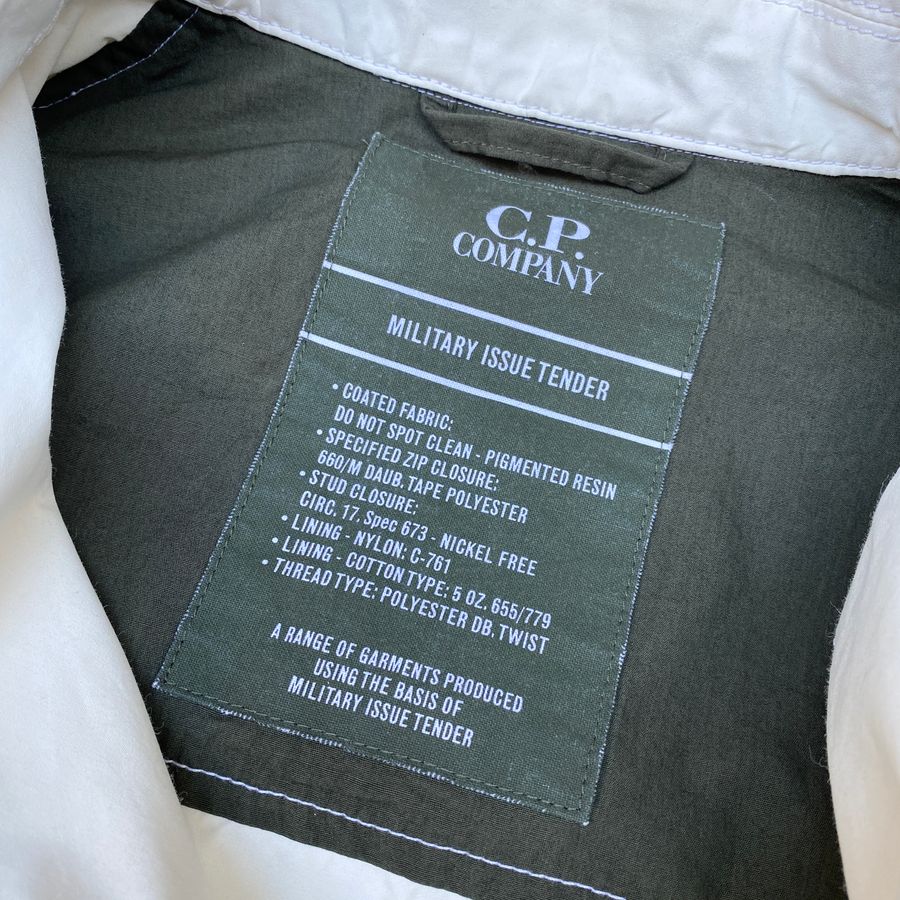 C.P.
COMPANY
MILITARY ISSUE TENDER
• COATED FABRIC:
DO NOT SPOT CLEAN - PIGMENTED RESIN
• SPECIFIED ZIP CLOSURE:
660/M DAUB. TAPE POLYESTER
• STUD CLOSURE:
CIRC. 17. Spec 673 - NICKEL FREE
• LINING - NYLON: C-761
• LINING - COTTON TYPE: 5 OZ. 655/779
• THREAD TYPE: POLYESTER DB. TWIST
A RANGE OF GARMENTS PRODUCED
USING THE BASIS OF
MILITARY ISSUE TENDER